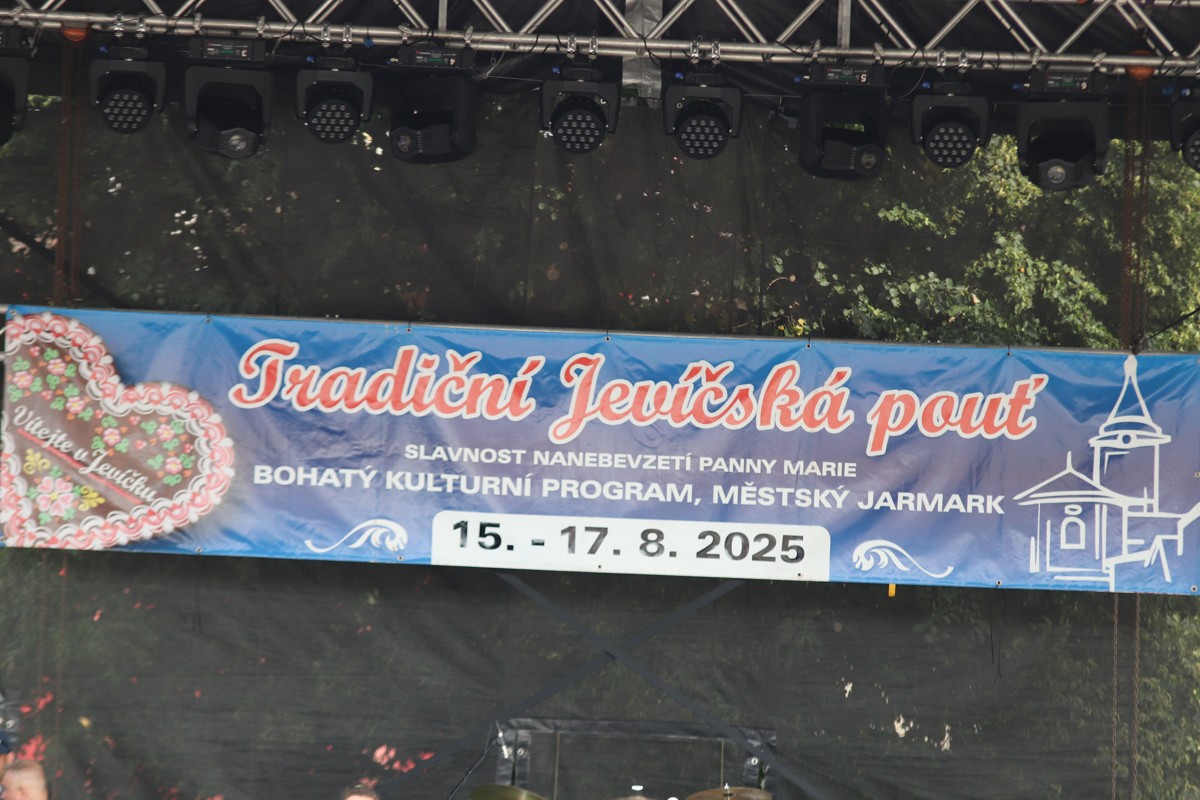 Tradiční Jevíčská pouť
Vítejte v Jevíčku
SLAVNOST NANEBEVZETÍ PANNY MARIE
BOHATÝ KULTURNÍ PROGRAM, MĚSTSKÝ JARMARK
15. - 17. 8. 2025